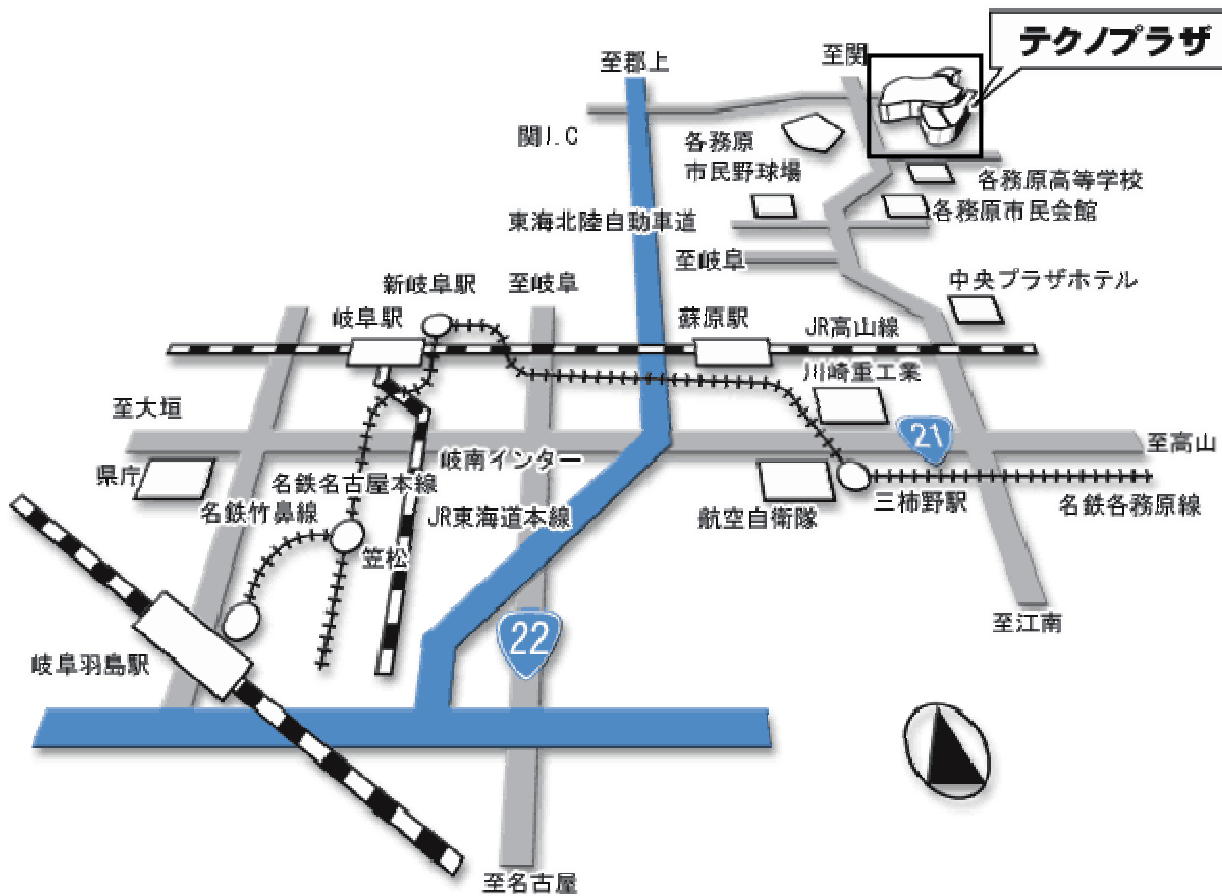 テクノプラザ
至関
至郡上
関I.C
各務原
市民野球場
各務原高等学校
各務原市民会館
東海北陸自動車道
至岐阜
中央プラザホテル
新岐阜駅
至岐阜
岐阜駅
蘇原駅
JR高山線
川崎重工業
至大垣
21
至高山
岐南インター
県庁
名鉄名古屋本線
名鉄竹鼻線
JR東海道本線
航空自衛隊
三柿野駅
名鉄各務原線
笠松
至江南
22
岐阜羽島駅
至名古屋